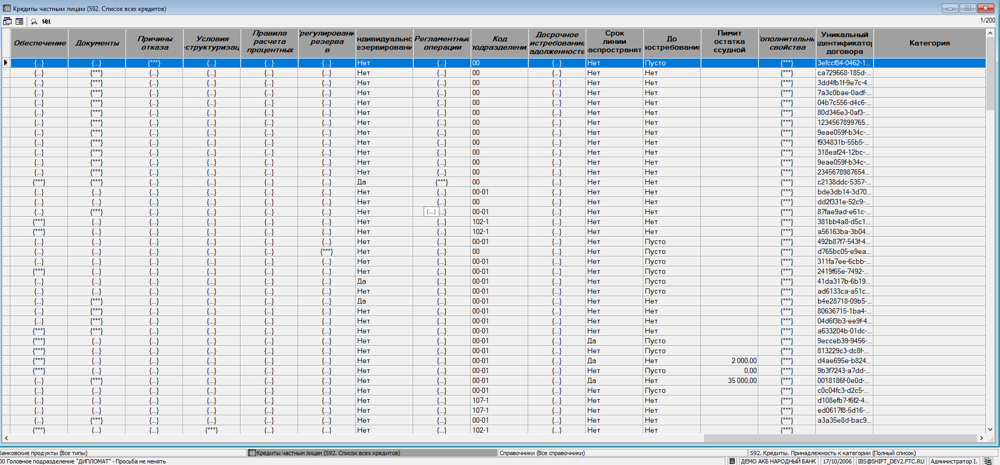 Кредиты частным лицам (S92. Список всех кредитов)
SQL
1/200
Обеспечение
Документы
Причины
отказа
Условия
структуризац
Правила
расчета
процентных
регулировани
резерва
в
ндивидуально
езервировани
Регламентные
операции
Код
подразделени
Досрочное
истребование
адолженносте
Срок
линии
распространят
До
востребования
Лимит
остатка
ссудной
ополнительны
свойства
Уникальный
идентификатор
договора
Категория
{...} {...} {***} {...} {...} {...} Нет {...} 00 {...} Нет Пусто {***} 3efccf84-0462-1...
{...} {***} {...} {...} {...} {...} Нет {...} 00 {...} Нет Нет {***} ca729668-185d-...
{...} {***} {...} {...} {...} {...} Нет {...} 00 {...} Нет Нет {***} 3dd4fb1f-9e7c-4...
{...} {***} {...} {...} {...} {...} Нет {...} 00 {...} Нет Нет {***} 7a3c0bae-0adf-...
{...} {***} {...} {...} {...} {...} Нет {...} 00 {...} Нет Нет {***} 04b7c556-d4c6-...
{...} {***} {...} {...} {...} {...} Нет {...} 00 {...} Нет Нет {***} 80d346e3-0af3-...
{...} {***} {...} {...} {...} {...} Нет {...} 00 {...} Нет Нет {***} 1234567899765...
{...} {***} {...} {...} {...} {...} Нет {...} 00 {...} Нет Нет {***} 9eae059f-b34c-...
{...} {***} {...} {...} {...} {...} Нет {...} 00 {...} Нет Нет {***} f934831b-55b5-...
{...} {***} {...} {...} {...} {...} Нет {...} 00 {...} Нет Нет {***} 318eaf24-12bc-...
{...} {***} {...} {...} {...} {...} Нет {...} 00 {...} Нет Нет {***} 9eae059f-b34c-...
{...} {***} {...} {...} {...} {...} Нет {...} 00 {...} Нет Нет {***} 2345678987654...
{***} {***} {...} {...} {...} {...} Да {***} 00 {...} Нет Нет {***} c2138ddc-5357-...
{...} {...} {...} {...} {...} {...} Нет {...} 00-01 {...} Нет Нет {***} bde3db14-3d70...
{...} {...} {...} {...} {...} {...} Нет {...} 00 {...} Нет Нет {***} dd2f331e-52c9-...
{...} {***} {...} {...} {...} {...} Нет {...} ...} 00-01 {...} Нет Нет {***} 87fae9ad-e61c-...
{***} {...} {...} {...} {...} {...} Нет {...} 102-1 {...} Нет Нет {***} 381bb4a8-d5c1...
{***} {...} {...} {...} {...} {...} Нет {...} 102-1 {...} Нет Нет {***} a56163ba-3b04...
{...} {...} {...} {...} {...} {...} Нет {...} 00-01 {...} Нет Пусто {***} 492b87f7-543f-4...
{...} {...} {...} {...} {...} {***} Нет {...} 00 {...} Нет Пусто {***} d765bc05-e9ea...
{...} {...} {...} {...} {...} {...} Нет {...} 00-01 {...} Нет Пусто {***} 311fa7ee-6cbb-...
{***} {...} {...} {...} {...} {...} Нет {...} 00-01 {...} Нет Пусто {***} 2419f65e-7492-...
{...} {...} {...} {...} {...} {...} Да {...} 00-01 {...} Нет Пусто {***} 41da317b-6b19...
{...} {...} {...} {...} {...} {...} Нет {...} 00-01 {...} Нет Пусто {***} ad6133ca-a51c...
{...} {***} {...} {...} {...} {...} Да {...} 00-01 {...} Нет Нет {***} b4e28718-09b5-...
{...} {***} {...} {...} {...} {...} Нет {...} 00-01 {...} Нет Нет {***} 80636715-1ba4-...
{...} {***} {...} {...} {...} {...} Нет {...} 00-01 {...} Нет Нет {***} 04d6f3b3-ee9f-4...
{***} {***} {...} {...} {...} {...} Нет {...} 00-01 {...} Нет Нет {***} a633204b-01dc-...
{***} {...} {...} {...} {...} {...} Нет {...} 00-01 {...} Да Пусто {***} 9ecceb39-9456-...
{***} {...} {...} {...} {...} {...} Нет {...} 00-01 {...} Нет Пусто {***} 813229c3-dc8f-...
{***} {...} {...} {...} {...} {...} Нет {...} 00-01 {...} Да Нет 2 000,00 {***} d4ae695e-b824...
{***} {...} {...} {...} {...} {...} Нет {...} 00-01 {...} Нет Пусто 0,00 {***} 9b3f7243-a7dd-...
{...} {***} {...} {...} {...} {...} Нет {...} 00-01 {...} Да Нет 35 000,00 {***} 0018186f-0e0d-...
{...} {...} {...} {...} {...} {...} Нет {...} 00-01 {...} Нет Пусто {***} c0c04fc3-d2c5-...
{...} {...} {...} {...} {...} {...} Нет {...} 107-1 {...} Нет Нет {***} d108efb7-f6f2-4...
{...} {...} {...} {...} {...} {...} Нет {...} 107-1 {...} Нет Нет {***} ed0617f8-5d16-...
{...} {***} {...} {...} {...} {...} Нет {...} 00-01 {...} Нет Нет {***} a3a35e8d-bac9...
{***} {...} {...} {***} {...} {...} Нет {...} 102-1 {...} Нет Нет {***}
Банковские продукты (Все типы)
Кредиты частным лицам (S92. Список всех кредитов)
Справочники (Все справочники)
S92. Кредиты. Принадлежность к категории (Полный список)
00 Головное подразделение "ДИПЛОМАТ" - Просьба не менять
ДЕМО АКБ НАРОДНЫЙ БАНК
17/10/2006
IBS@SHIFT_DEV2.FTC.RU
Администратор I.